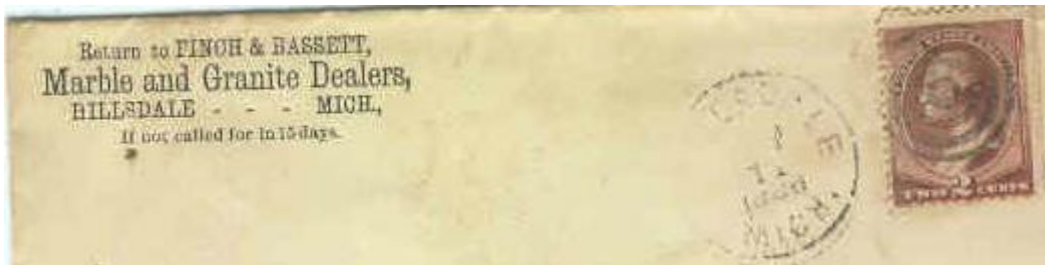 Return to FINCH & BASSETT,
Marble and Granite Dealers,
HILLSDALE - - - MICH.,
If not called for in 15 days.
TWO 2 CENTS